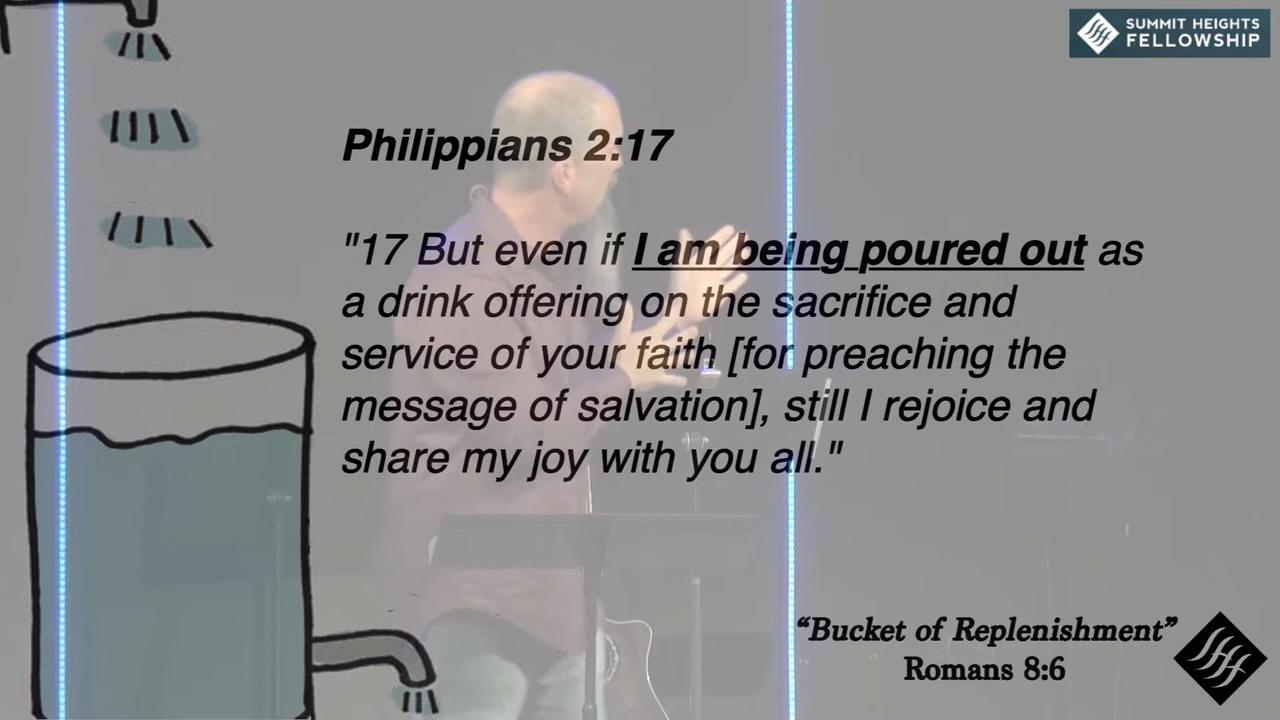 SUMMIT HEIGHTS
FELLOWSHIP
Philippians 2:17
"17 But even if I am being poured out as
a drink offering on the sacrifice and
service of your faith [for preaching the
message of salvation], still I rejoice and
share my joy with you all."
“Bucket of Replenishment”
Romans 8:6